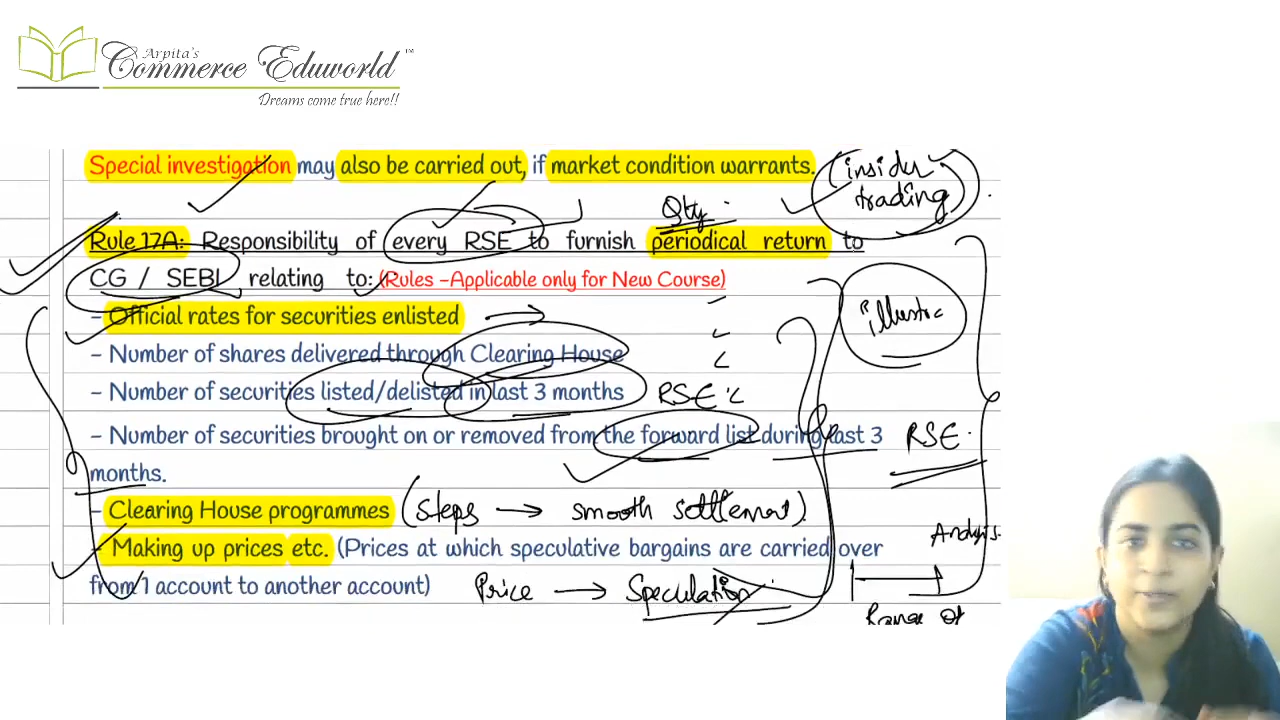 Arpita's
Commerce Eduworld™
Dreams come true here!!
Special investigation may also be carried out, if market condition warrants. (insider trading)
Qty
Rule 17A: Responsibility of every RSE to furnish periodical return to
CG / SEBI, relating to: (Rules –Applicable only for New Course)
– Official rates for securities enlisted
– Number of shares delivered through Clearing House
– Number of securities listed/delisted in last 3 months RSE
– Number of securities brought on or removed from the forward list during last 3 RSE
months.
– Clearing House programmes (Steps → smooth settlement)
– Making up prices etc. (Prices at which speculative bargains are carried over
from 1 account to another account) Price → Speculation
Analysis
Range of